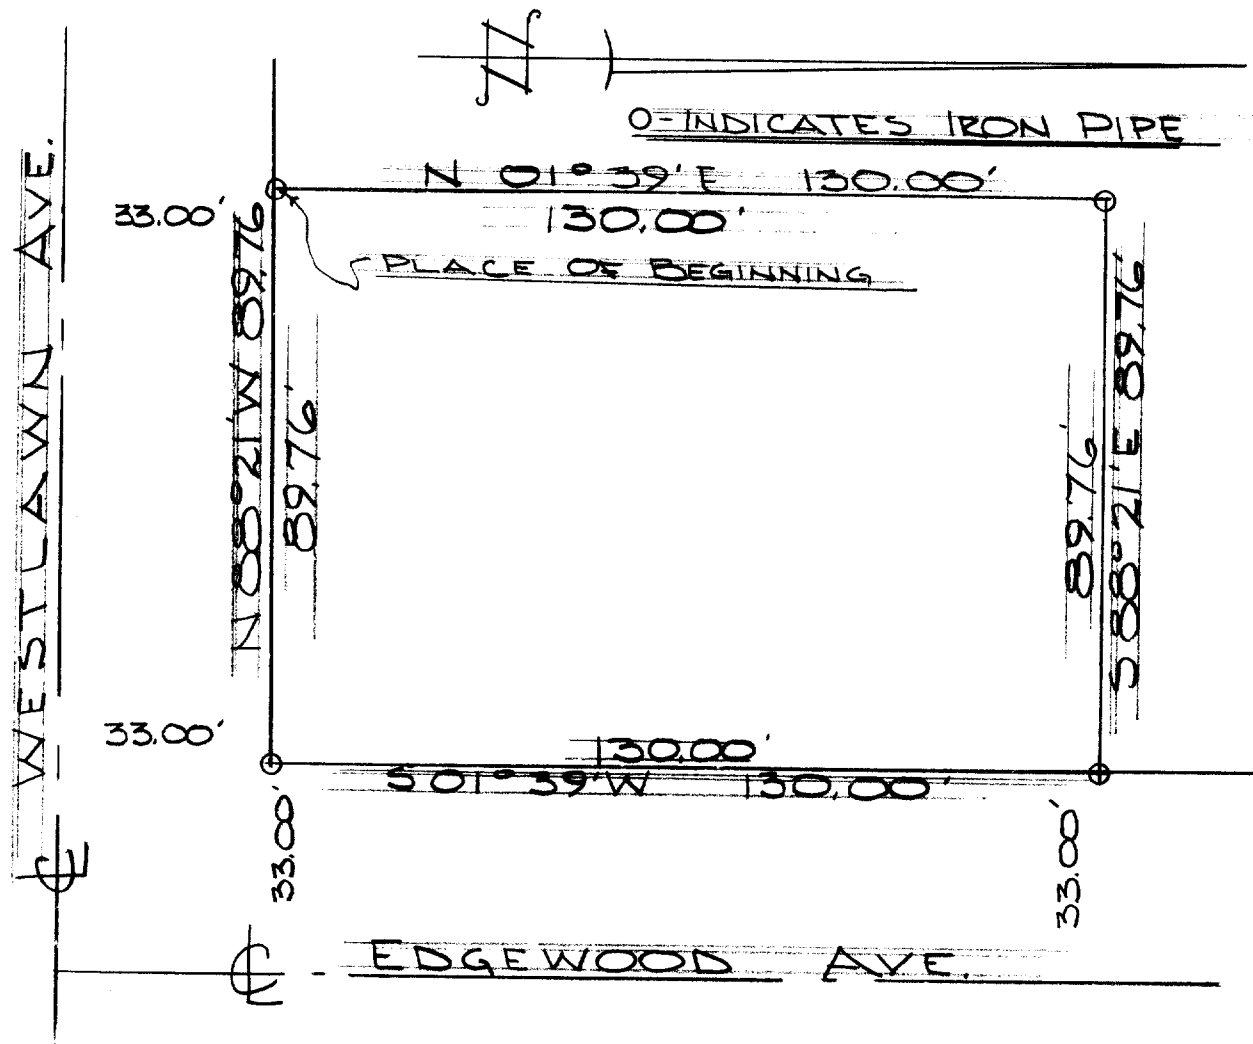 N
O-INDICATES IRON PIPE
N 01° 39' E 130.00'
130.00'
33.00'
PLACE OF BEGINNING
WESTLAWN AVE.
N 88° 21' W 89.76
89.76'
89.76'
S 88° 21' E 89.76'
33.00'
130.00'
S 01° 39' W 130.00'
33.00'
33.00'
℄
℄ - EDGEWOOD AVE.